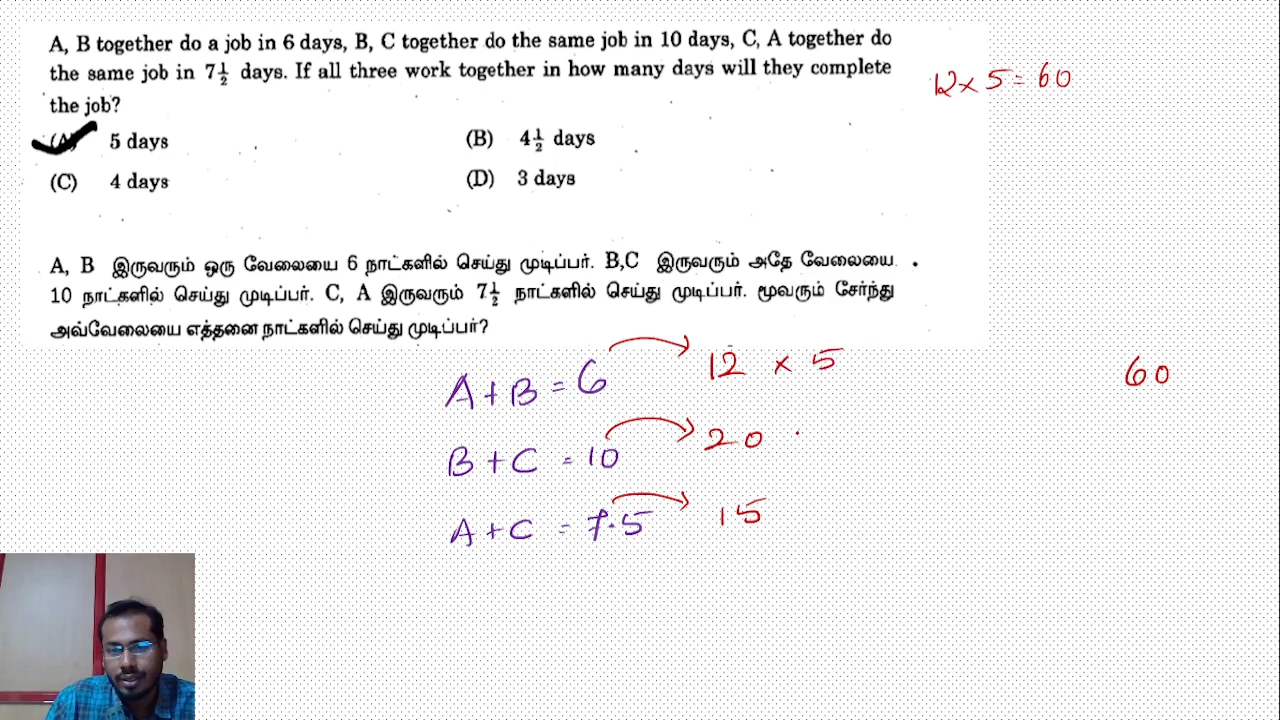 A, B together do a job in 6 days, B, C together do the same job in 10 days, C, A together do
the same job in 7½ days. If all three work together in how many days will they complete
the job?
(A) 5 days
(B) 4½ days
(C) 4 days
(D) 3 days
A, B இருவரும் ஒரு வேலையை 6 நாட்களில் செய்து முடிப்பர். B,C இருவரும் அதே வேலையை
10 நாட்களில் செய்து முடிப்பர். C, A இருவரும் 7½ நாட்களில் செய்து முடிப்பர். மூவரும் சேர்ந்து
அவ்வேலையை எத்தனை நாட்களில் செய்து முடிப்பர்?
12 x 5 = 60
A + B = 6 12 x 5
60
B + C = 10 20
A + C = 7.5 15